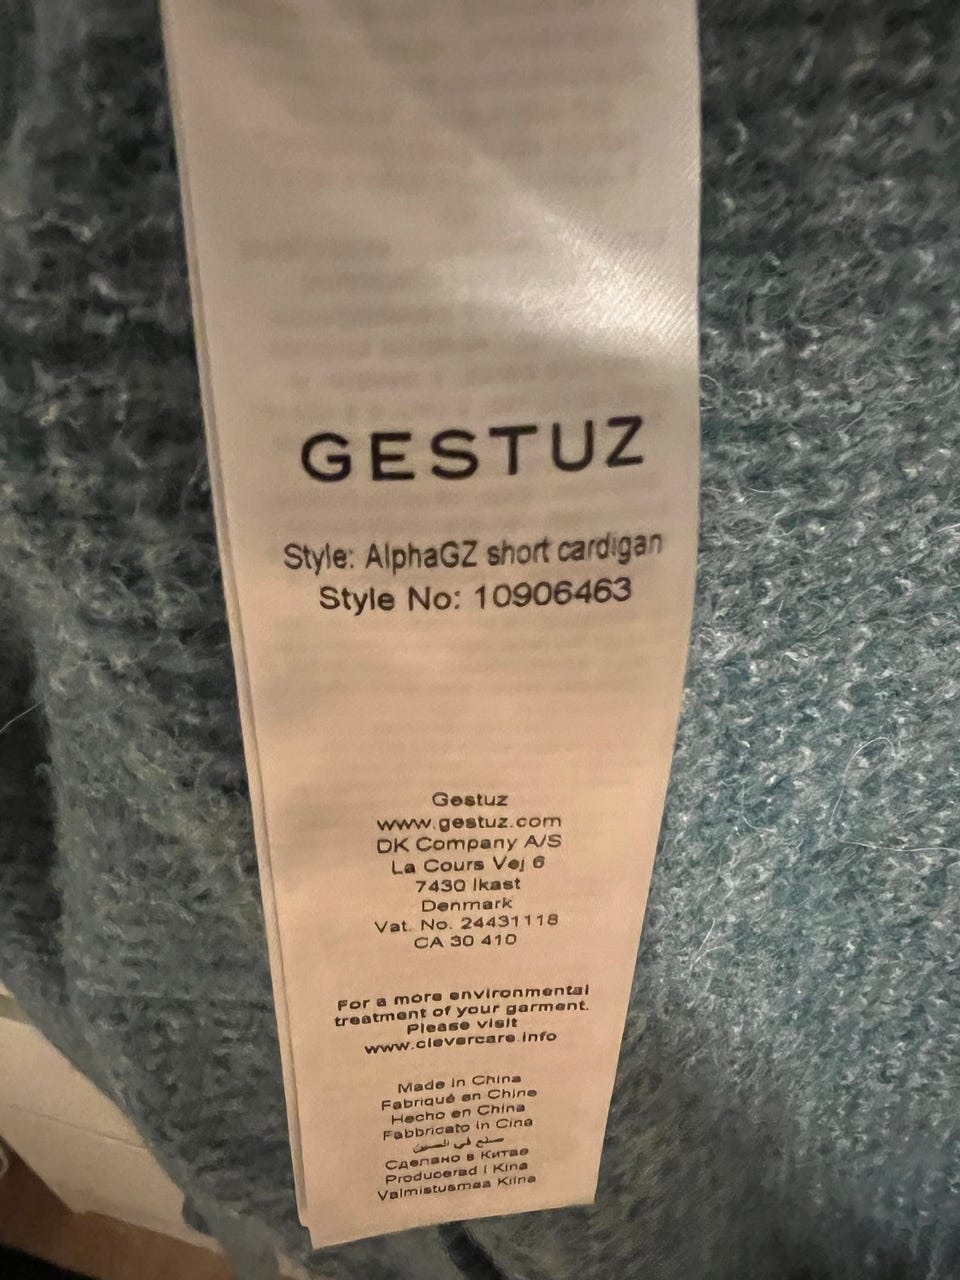 GESTUZ
Style: AlphaGZ short cardigan
Style No: 10906463
Gestuz
www.gestuz.com
DK Company A/S
La Cours Vej 6
7430 Ikast
Denmark
Vat. No. 24431118
CA 30 410
For a more environmental
treatment of your garment.
Please visit
www.clevercare.info
Made in China
Fabriqué en Chine
Hecho en China
Fabbricato in Cina
صنع في الصين
Сделано в Китае
Producerad i Kina
Valmistusmaa Kiina